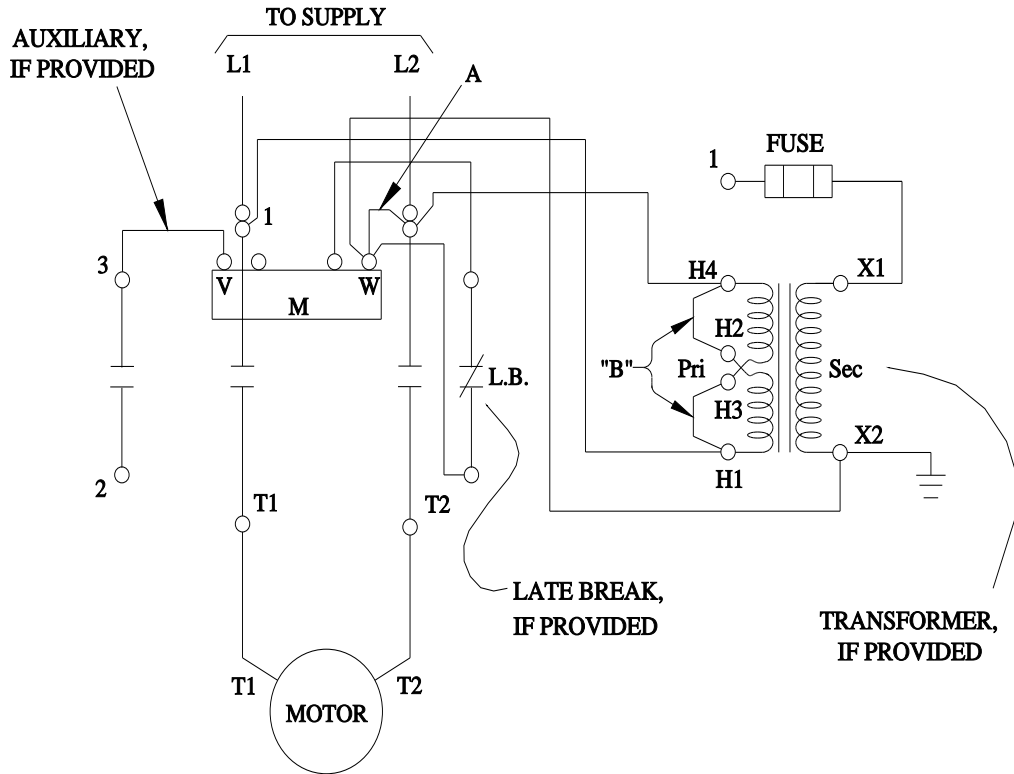 TO SUPPLY
AUXILIARY,
IF PROVIDED
L1
L2
A
FUSE
1
1
3
V
W
M
H4
X1
H2
"B"
Pri
Sec
L.B.
H3
X2
H1
2
T1
T2
LATE BREAK,
IF PROVIDED
TRANSFORMER,
IF PROVIDED
T1
T2
MOTOR